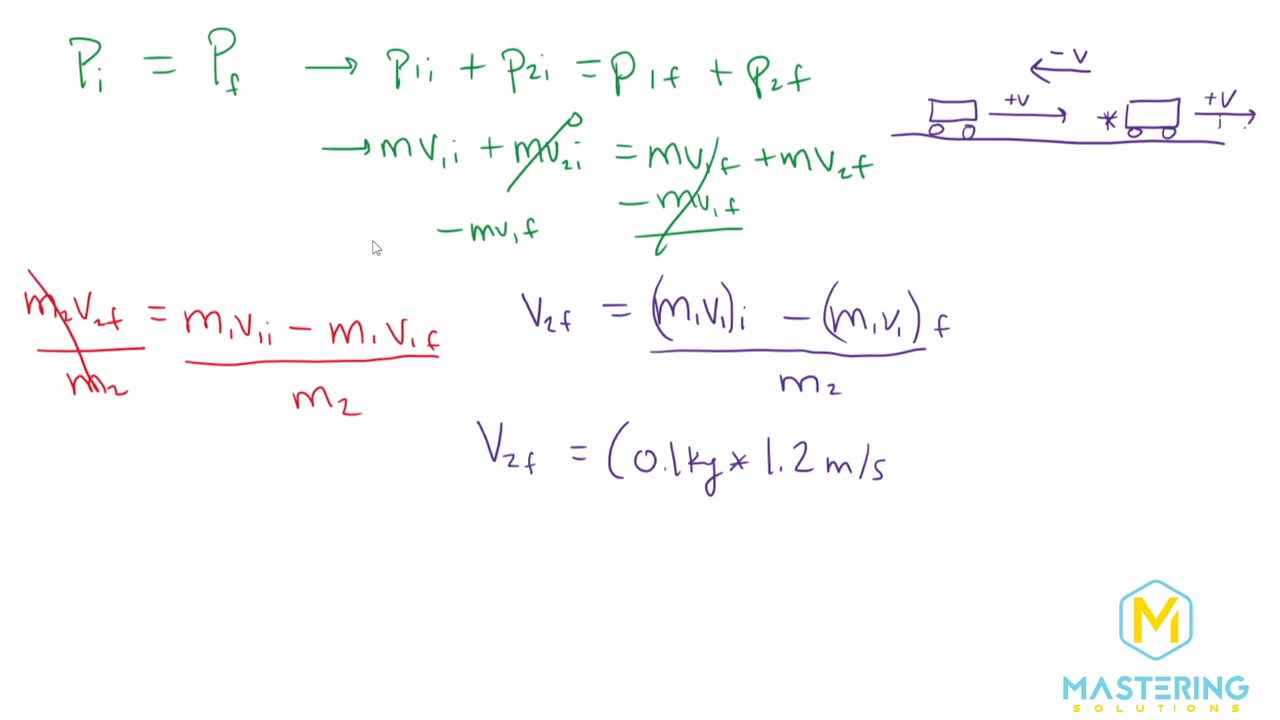 Pi = Pf → P1i + P2i = P1f + P2f
-v
+v * +v
→ mv1i + mv2i = mv1f + mv2f
0
- mv1f - mv1f
m2v2f = m1v1i - m1v1f
m2 m2
V2f = (m1v1)i - (m1v1)f
m2
V2f = (0.1kg * 1.2 m/s
M
MASTERING
SOLUTIONS